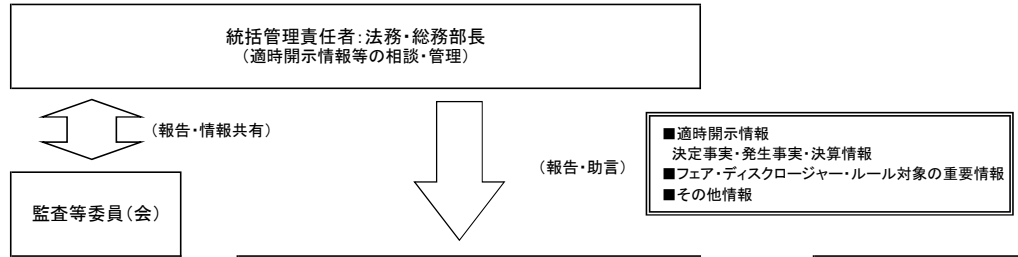 統括管理責任者:法務・総務部長
(適時開示情報等の相談・管理)
(報告・情報共有)
(報告・助言)
■適時開示情報
決定事実・発生事実・決算情報
■フェア・ディスクロージャー・ルール対象の重要情報
■その他情報
監査等委員(会)